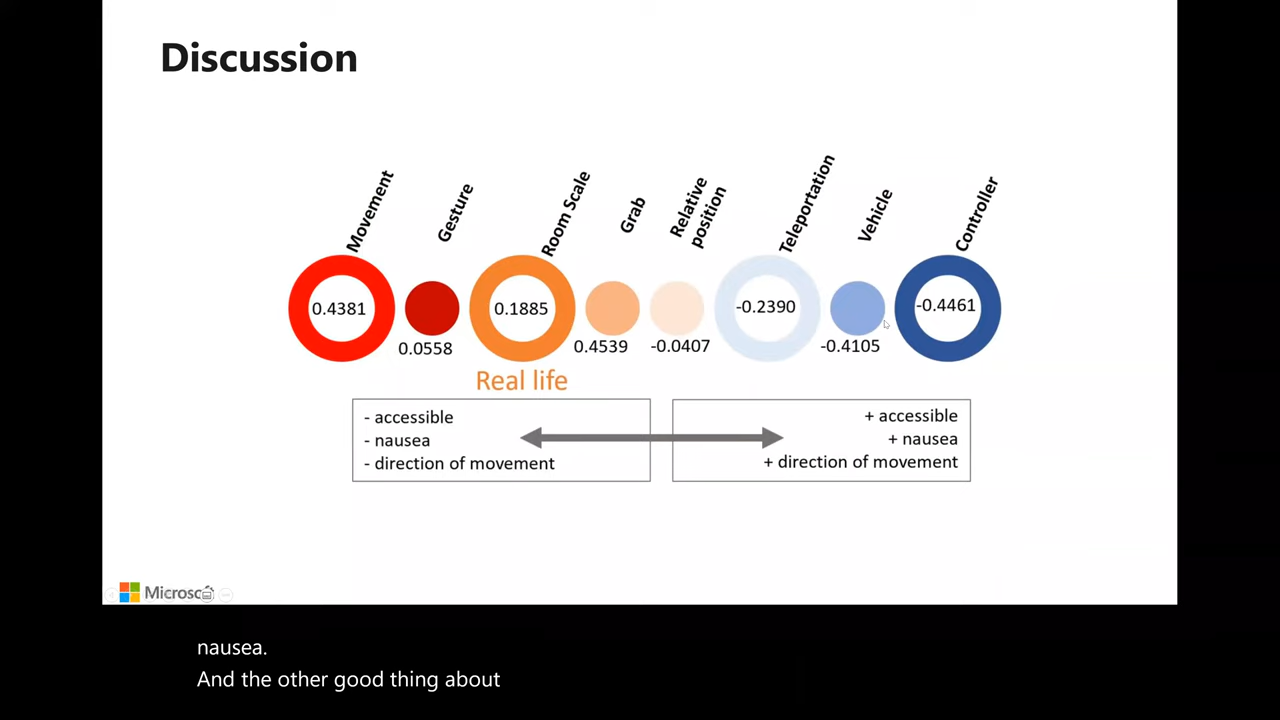 Discussion
Movement
Gesture
Room Scale
Grab
Relative
position
Teleportation
Vehicle
Controller
0.4381
0.1885
-0.2390
-0.4461
0.0558
0.4539
-0.0407
-0.4105
Real life
- accessible
- nausea
- direction of movement
+ accessible
+ nausea
+ direction of movement
nausea.
And the other good thing about